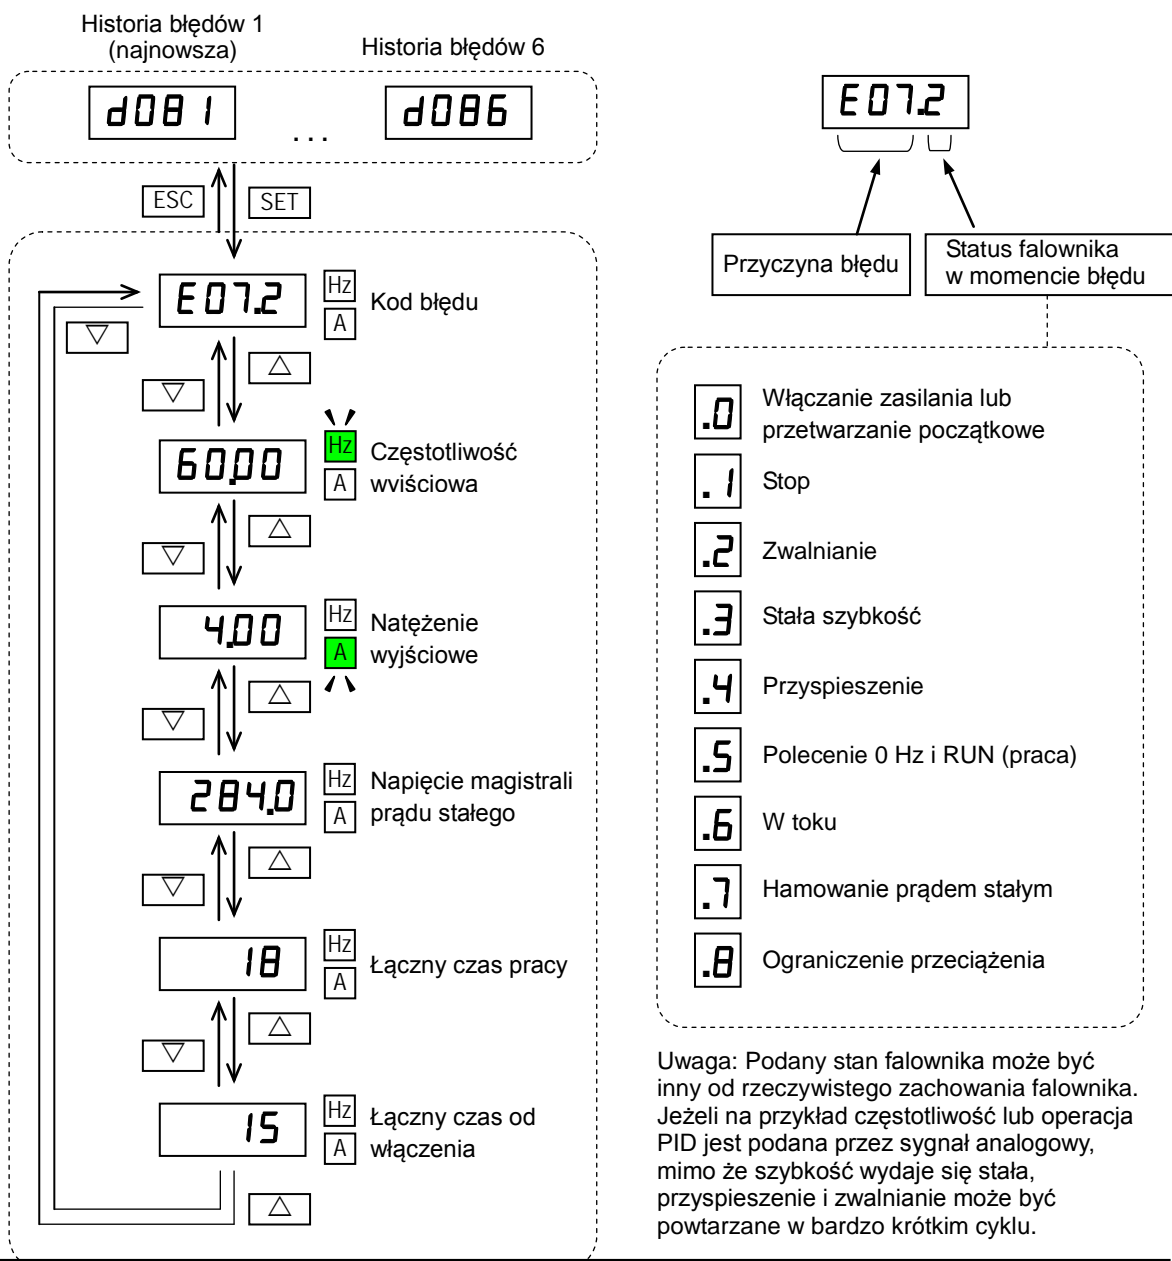 Historia błędów 1
(najnowsza)
Historia błędów 6
d081
...
d086
ESC
SET
E07.2
Hz
A
Kod błędu
60.00
Hz
A
Częstotliwość
wviściowa
4.00
Hz
A
Natężenie
wyjściowe
284.0
Hz
A
Napięcie magistrali
prądu stałego
18
Hz
A
Łączny czas pracy
15
Hz
A
Łączny czas od
włączenia
E07.2
Przyczyna błędu
Status falownika
w momencie błędu
.0
Włączanie zasilania lub
przetwarzanie początkowe
.1
Stop
.2
Zwalnianie
.3
Stała szybkość
.4
Przyspieszenie
.5
Polecenie 0 Hz i RUN (praca)
.6
W toku
.7
Hamowanie prądem stałym
.8
Ograniczenie przeciążenia
Uwaga: Podany stan falownika może być
inny od rzeczywistego zachowania falownika.
Jeżeli na przykład częstotliwość lub operacja
PID jest podana przez sygnał analogowy,
mimo że szybkość wydaje się stała,
przyspieszenie i zwalnianie może być
powtarzane w bardzo krótkim cyklu.